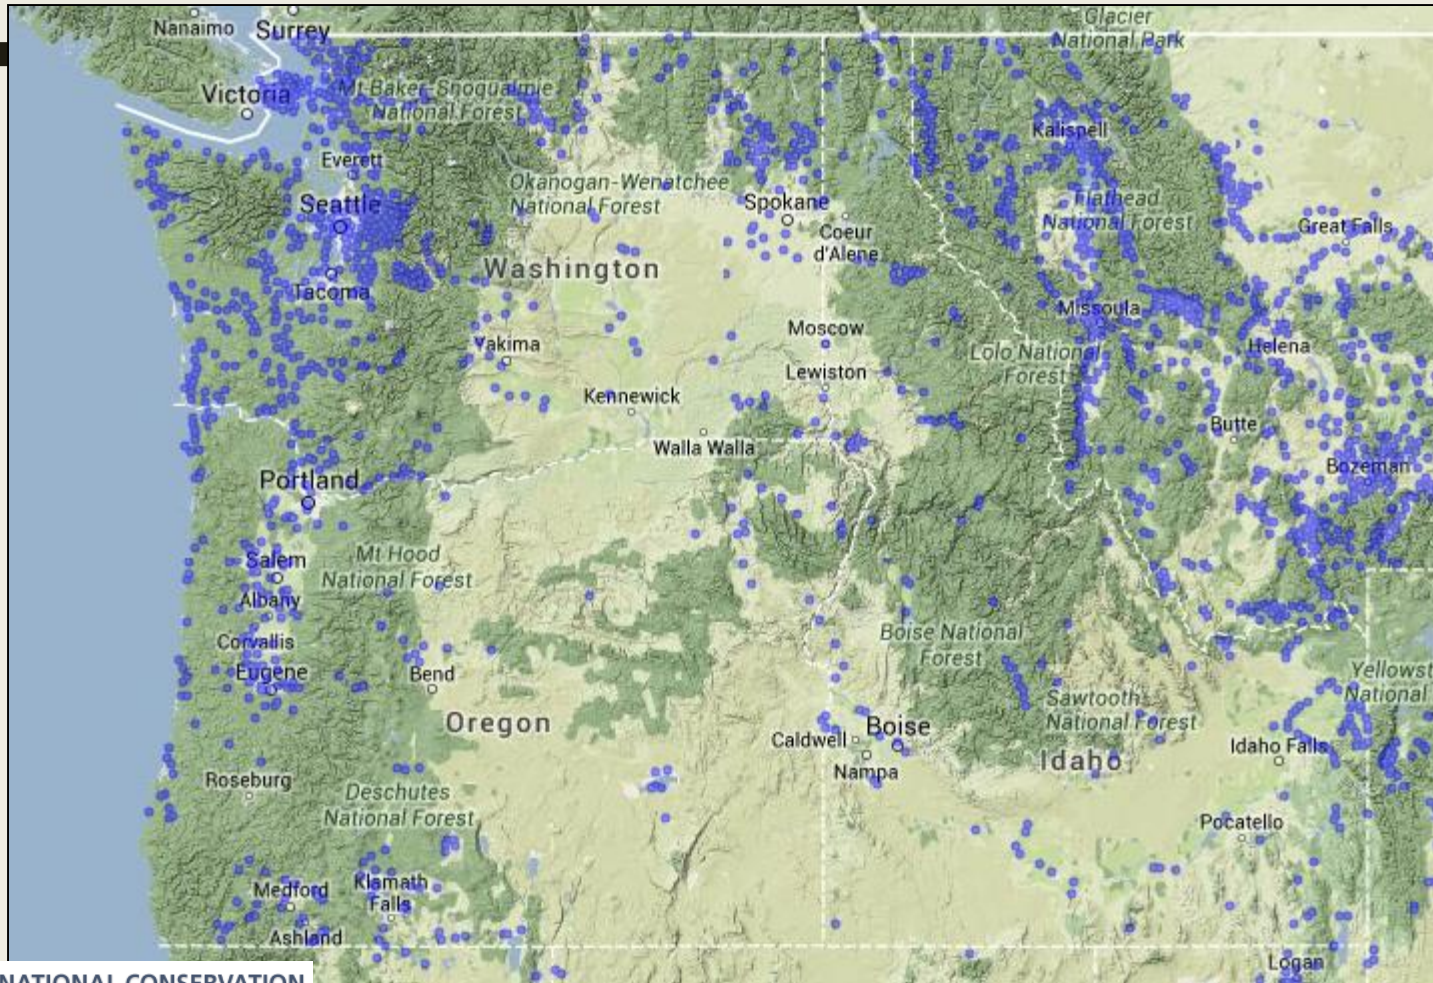 Glacier
National Park
Nanaimo
Surrey
Victoria
Mt Baker-Snoqualmie
National Forest
Kalispell
Everett
Okanogan-Wenatchee
National Forest
Flathead
National Forest
Seattle
Spokane
Coeur
d'Alene
Great Falls
Washington
Tacoma
Missoula
Moscow
Yakima
Helena
Lolo National
Forest
Lewiston
Kennewick
Butte
Walla Walla
Bozeman
Portland
Mt Hood
National Forest
Salem
Albany
Corvallis
Boise National
Forest
Eugene
Bend
Yellowst
National
Sawtooth
National Forest
Oregon
Boise
Caldwell
Idaho Falls
Idaho
Nampa
Roseburg
Deschutes
National Forest
Pocatello
Medford
Klamath
Falls
Ashland
Logan
NATIONAL CONSERVATION